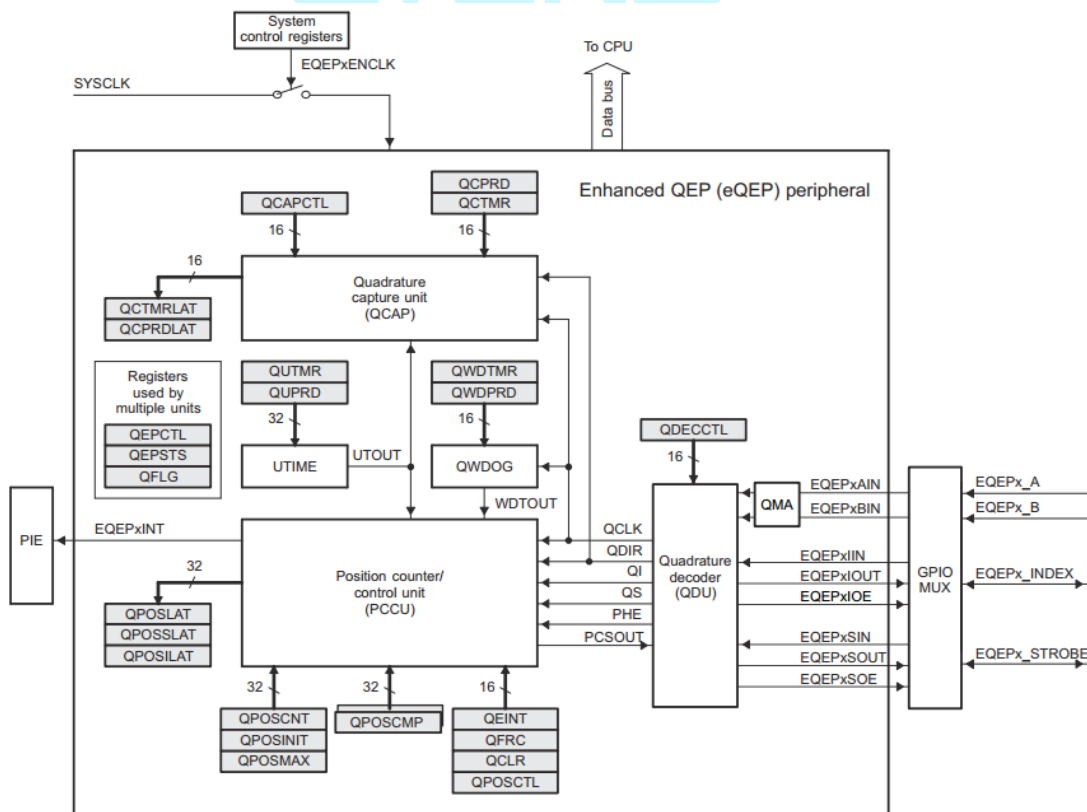 System
control registers
To CPU
EQEPxENCLK
SYSCLK
Data bus
Enhanced QEP (eQEP) peripheral
QCPRD
QCAPCTL
QCTMR
16
16
16
Quadrature
capture unit
(QCAP)
QCTMRLAT
QCPRDLAT
Registers
used by
multiple units
QEPCTL
QEPSTS
QFLG
QUTMR
QUPRD
32
QWDTMR
QWDPRD
16
UTIME
UTOUT
QWDOG
WDTOUT
QDECCTL
16
EQEPxAIN
EQEPxBIN
QMA
EQEPx_A
EQEPx_B
PIE
EQEPxINT
Position counter/
control unit
(PCCU)
QCLK
QDIR
QI
QS
PHE
PCSOUT
Quadrature
decoder
(QDU)
EQEPxIIN
EQEPxIOUT
EQEPxIOE
EQEPxSIN
EQEPxSOUT
EQEPxSOE
GPIO
MUX
EQEPx_INDEX
EQEPx_STROBE
32
QPOSLAT
QPOSSLAT
QPOSILAT
32
32
16
QPOSCNT
QPOSINIT
QPOSMAX
QPOSCMP
QEINT
QFRC
QCLR
QPOSCTL